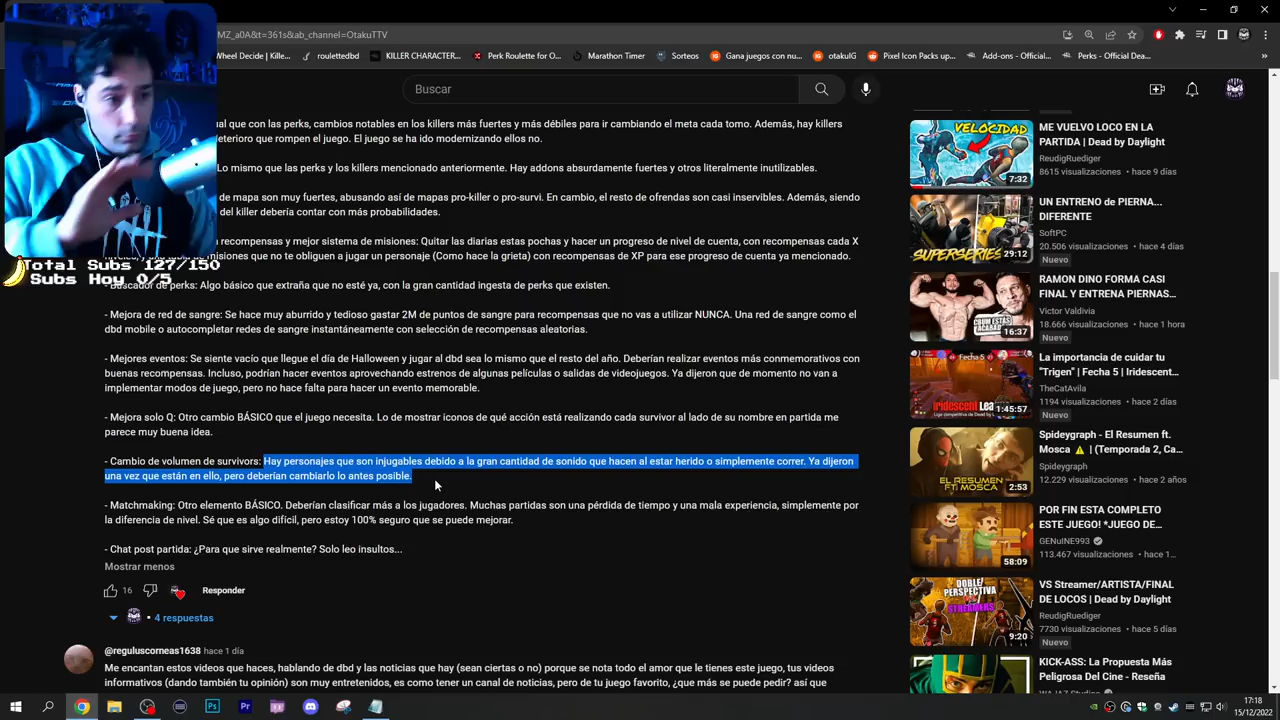 MZ_a0A&t=361s&ab_channel=OtakuTTV
Wheel Decide | Kille...
roulettedbd
KILLER CHARACTER...
Perk Roulette for O...
Marathon Timer
Sorteos
Gana juegos con nu...
otakulG
Pixel Icon Packs up...
Add-ons - Official...
Perks - Official Dea...
Buscar
ual que con las perks, cambios notables en los killers más fuertes y más débiles para ir cambiando el meta cada tomo. Además, hay killers
deterioro que tienen el juego. El juego se ha ido modernizando ellos no.
Lo mismo que las perks y los killers mencionado anteriormente. Hay addons absurdamente fuertes y otros literalmente inutilizables.
de mapa son muy fuertes, abusando así de mapas pro-killer o pro-survi. En cambio, el resto de ofrendas son casi inservibles. Además, siendo
del killer debería contar con más probabilidades.
recompensas y mejor sistema de misiones: Quitar las diarias estas pochas y hacer un progreso de nivel de cuenta, con recompensas cada X
niveles, y una tabla de misiones que te obliguen a jugar un personaje (Como hace la grieta) con recompensas de XP para ese progreso de cuenta ya mencionado.
Total Subs 127/150
Subs Hoy 0/5
- Buscador de perks: Algo básico que extraña que no esté ya, con la gran cantidad ingesta de perks que existen.
- Mejora de red de sangre: Se hace muy aburrido y tedioso gastar 2M de puntos de sangre para recompensas que no vas a utilizar NUNCA. Una red de sangre como el
dbd mobile o autocompletar redes de sangre instantáneamente con selección de recompensas aleatorias.
- Mejores eventos: Se siente vacío que llegue el día de Halloween y jugar al dbd sea lo mismo que el resto del año. Deberían realizar eventos más conmemorativos con
buenas recompensas. Incluso, podrían hacer eventos aprovechando estrenos de algunas películas o salidas de videojuegos. Ya dijeron que de momento no van a
implementar modos de juego, pero no hace falta para hacer un evento memorable.
- Mejora solo Q: Otro cambio BÁSICO que el juego necesita. Lo de mostrar iconos de qué acción está realizando cada survivor al lado de su nombre en partida me
parece muy buena idea.
- Cambio de volumen de survivors: Hay personajes que son injugables debido a la gran cantidad de sonido que hacen al estar herido o simplemente correr. Ya dijeron
una vez que están en ello, pero deberían cambiarlo lo antes posible.
- Matchmaking: Otro elemento BÁSICO. Deberían clasificar más a los jugadores. Muchas partidas son una pérdida de tiempo y una mala experiencia, simplemente por
la diferencia de nivel. Sé que es algo difícil, pero estoy 100% seguro que se puede mejorar.
- Chat post partida: ¿Para que sirve realmente? Solo leo insultos...
Mostrar menos
16
Responder
4 respuestas
@reguluscorneas1638 hace 1 día
Me encantan estos videos que haces, hablando de dbd y las noticias que hay (sean ciertas o no) porque se nota todo el amor que le tienes este juego, tus videos
informativos (dando también tu opinión) son muy entretenidos, es como tener un canal de noticias, pero de tu juego favorito, ¿que más se puede pedir? así que
VELOCIDAD
7:32
ME VUELVO LOCO EN LA
PARTIDA | Dead by Daylight
ReudigRuediger
8615 visualizaciones • hace 9 días
SUPERSERIES
29:12
UN ENTRENO de PIERNA...
DIFERENTE
SoftPC
20.506 visualizaciones • hace 4 días
Nuevo
16:37
RAMON DINO FORMA CASI
FINAL Y ENTRENA PIERNAS...
Victor Valdivia
18.666 visualizaciones • hace 1 hora
Nuevo
Fecha 5
Iridescent Lea
1:45:57
La importancia de cuidar tu
"Trigen" | Fecha 5 | Iridescent...
TheCatAvila
1194 visualizaciones • hace 2 días
Nuevo
EL RESUMEN
FT MOSCA
2:53
Spideygraph - El Resumen ft.
Mosca ⚠ | (Temporada 2, Ca...
Spideygraph
12.229 visualizaciones • hace 2 años
58:09
POR FIN ESTA COMPLETO
ESTE JUEGO! *JUEGO DE...
GENuINE993
113.467 visualizaciones • hace 1...
DOBLE
PERSPECTIVA
STREAMERS
9:20
VS Streamer/ARTISTA/FINAL
DE LOCOS | Dead by Daylight
ReudigRuediger
7730 visualizaciones • hace 5 días
Nuevo
KICK-ASS: La Propuesta Más
Peligrosa Del Cine - Reseña
17:18
15/12/2022